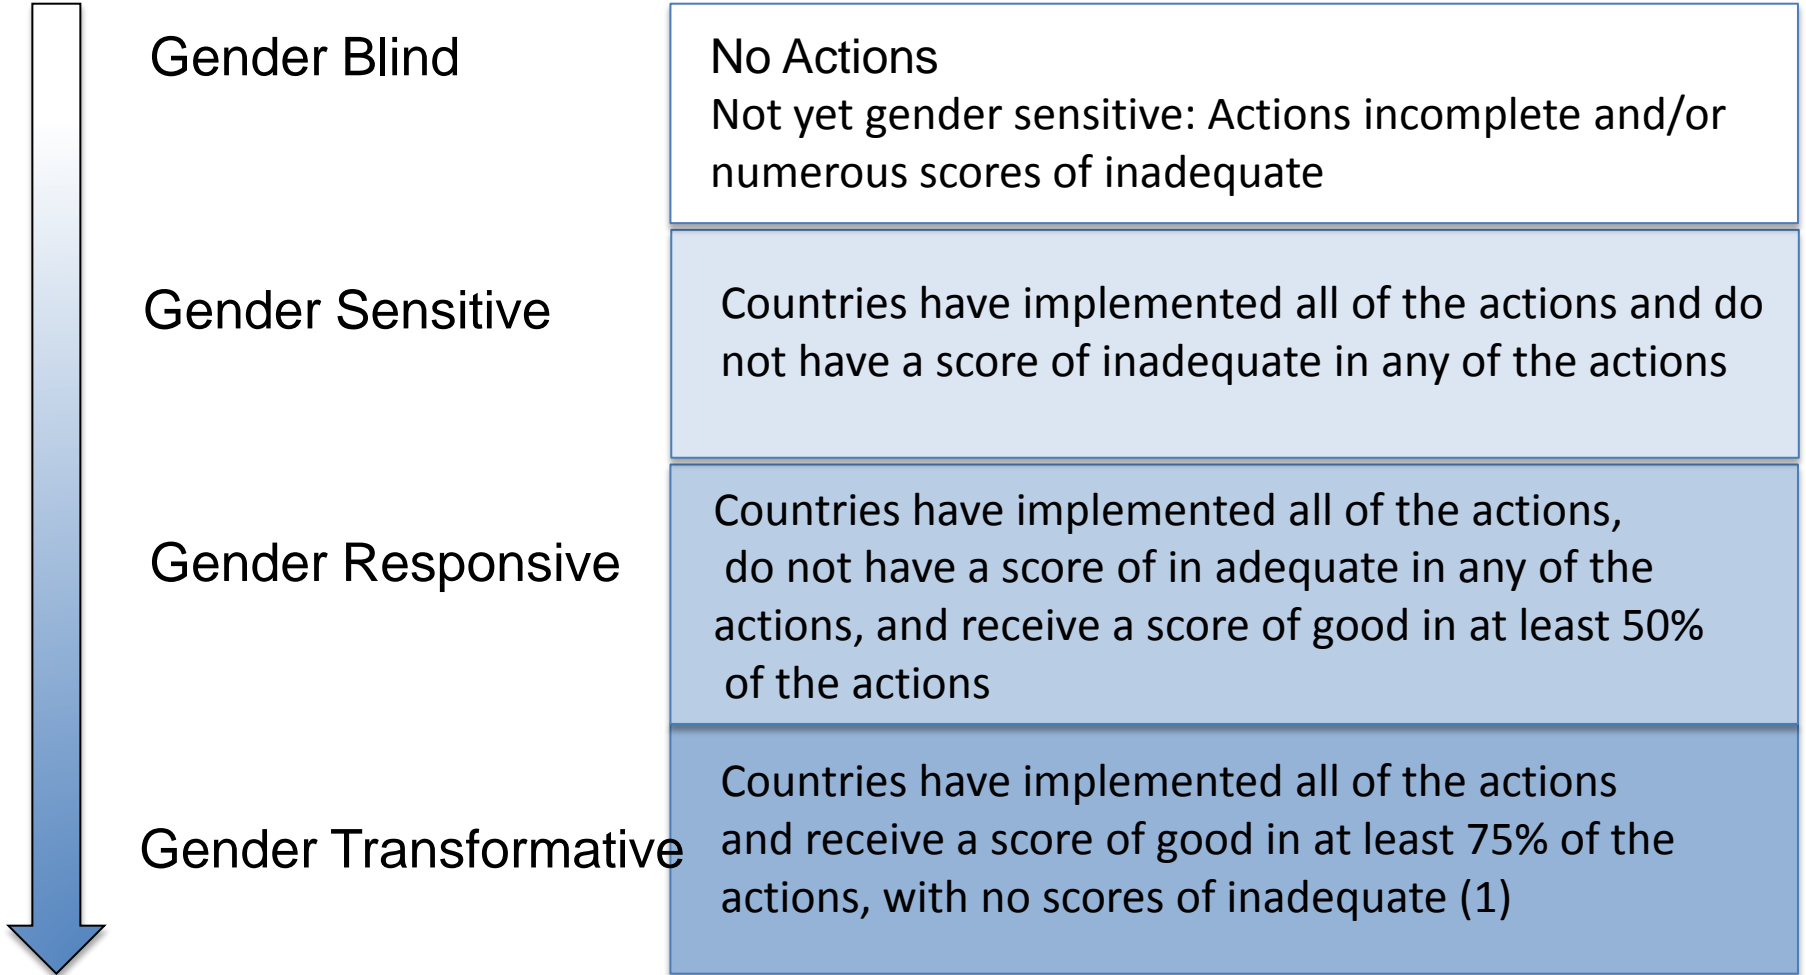 Gender Blind
No Actions
Not yet gender sensitive: Actions incomplete and/or
numerous scores of inadequate
Gender Sensitive
Countries have implemented all of the actions and do
not have a score of inadequate in any of the actions
Gender Responsive
Countries have implemented all of the actions,
do not have a score of in adequate in any of the
actions, and receive a score of good in at least 50%
of the actions
Gender Transformative
Countries have implemented all of the actions
and receive a score of good in at least 75% of the
actions, with no scores of inadequate (1)